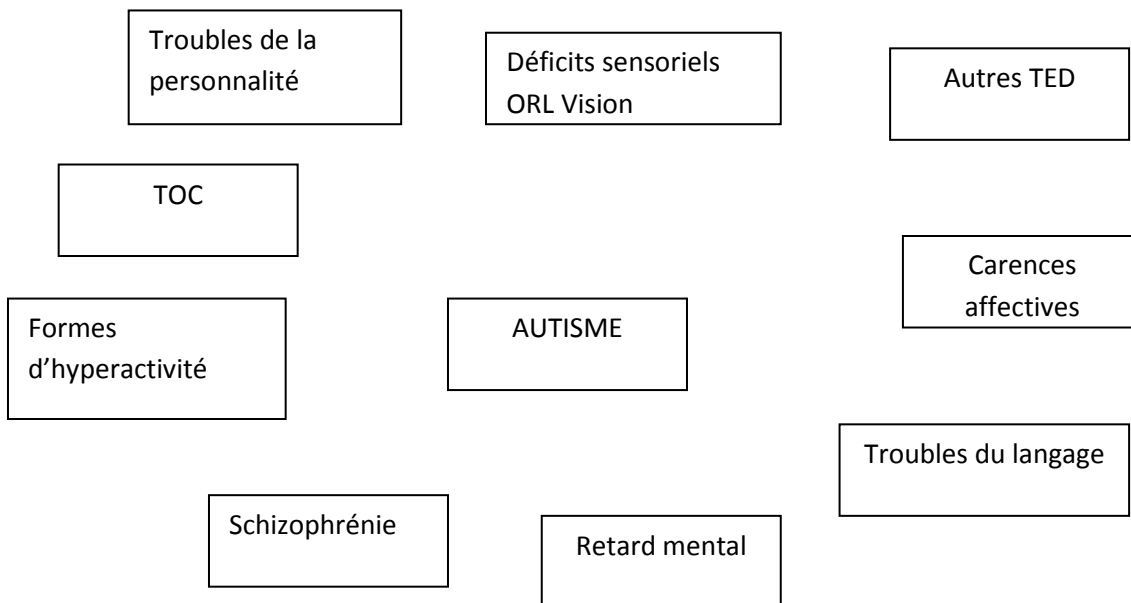 Troubles de la
personnalité
Déficits sensoriels
ORL Vision
Autres TED
TOC
Carences
affectives
Formes
d’hyperactivité
AUTISME
Troubles du langage
Schizophrénie
Retard mental